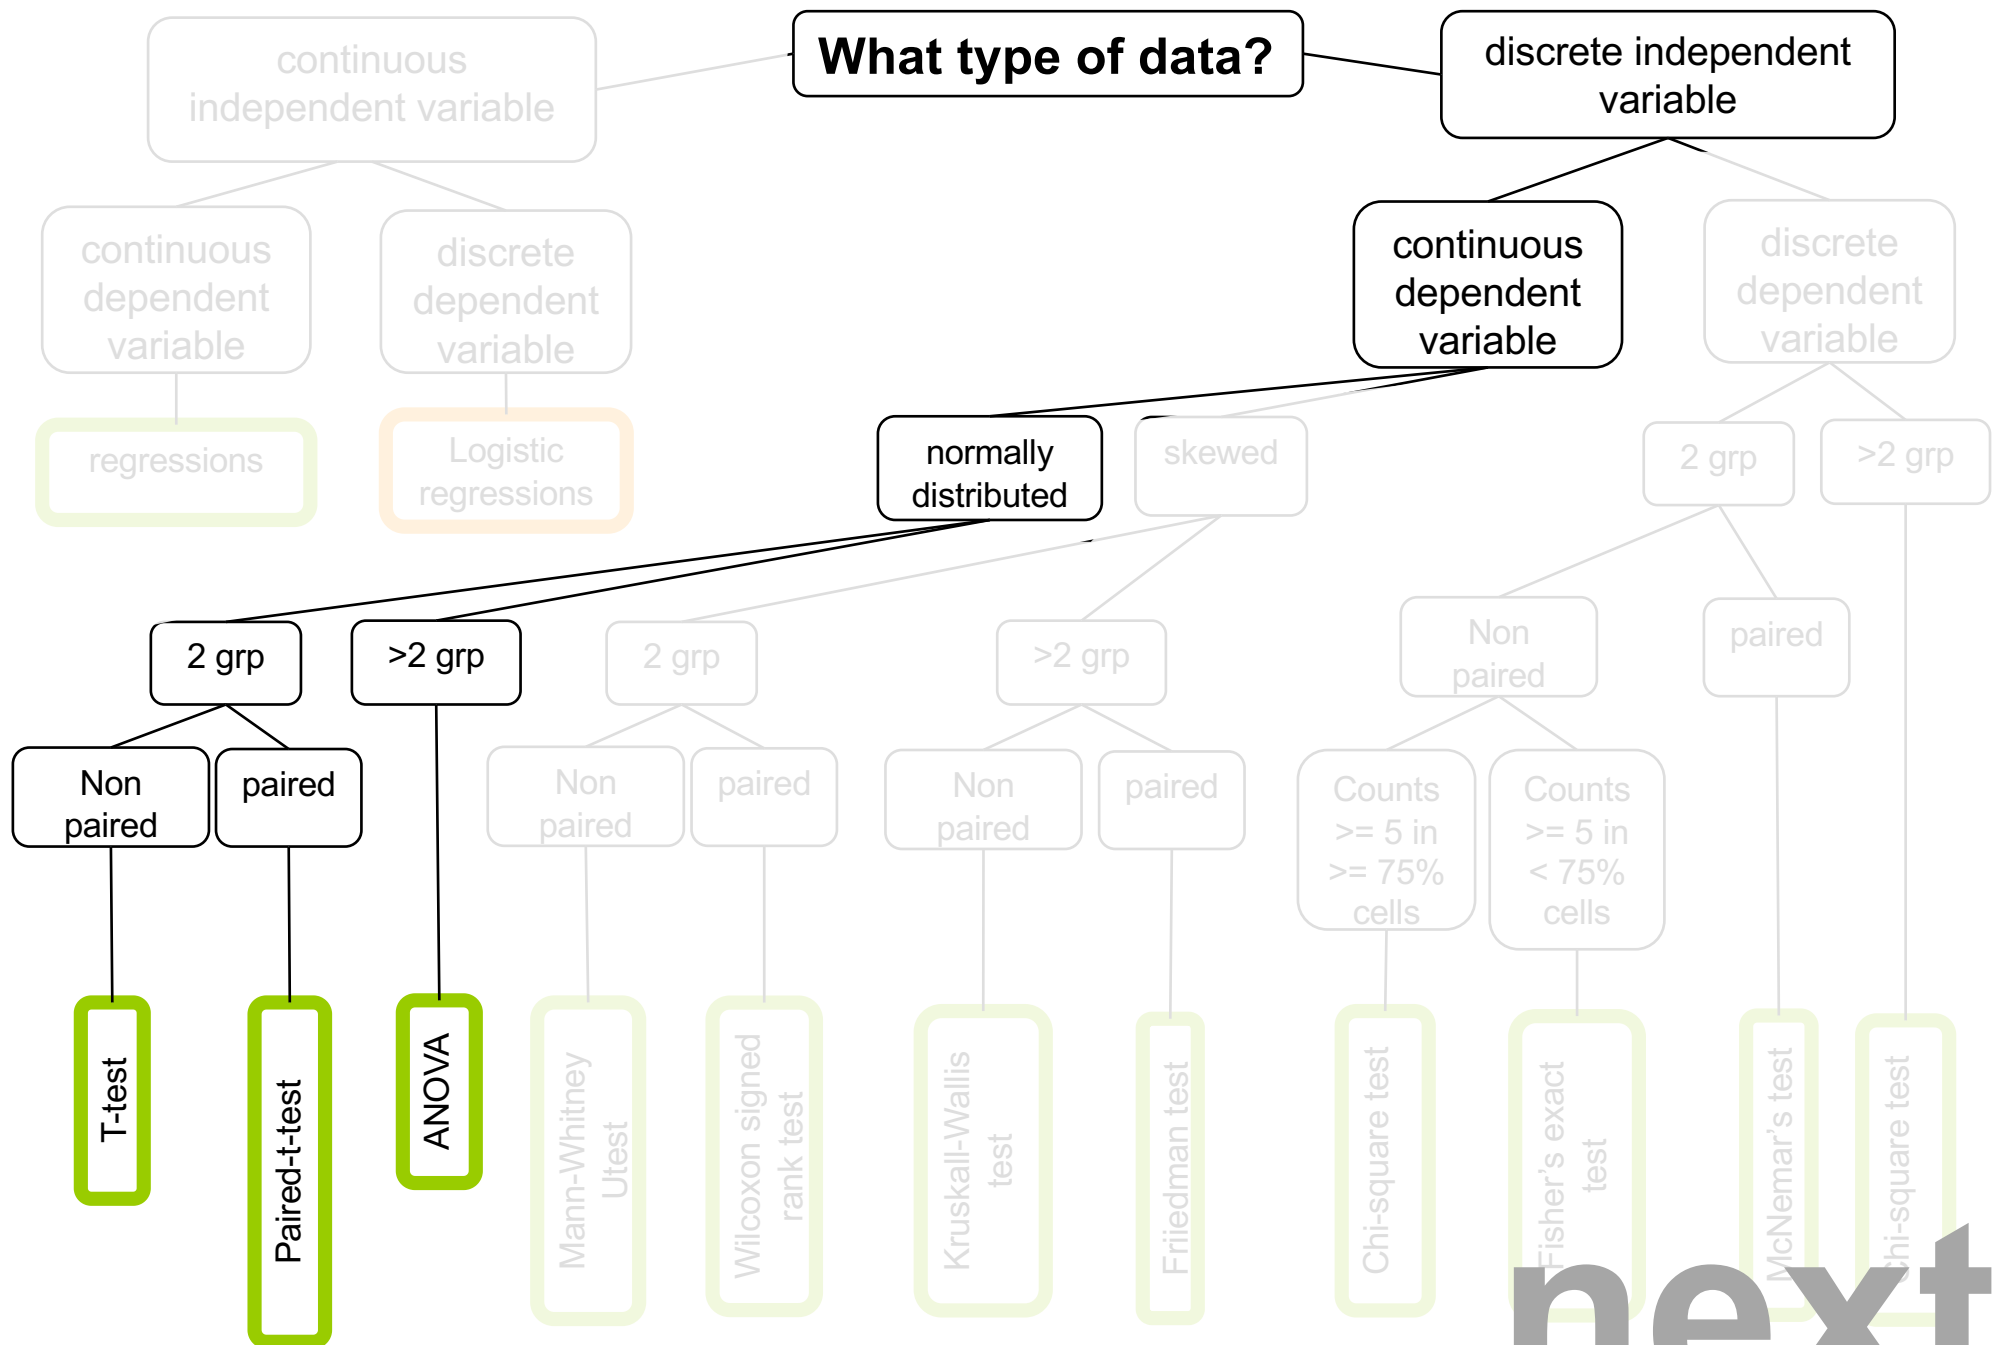 What type of data?
continuous
independent variable
discrete independent
variable
continuous
dependent
variable
discrete
dependent
variable
continuous
dependent
variable
discrete
dependent
variable
regressions
Logistic
regressions
normally
distributed
skewed
2 grp
>2 grp
2 grp
>2 grp
2 grp
>2 grp
Non
paired
paired
Non
paired
paired
Non
paired
paired
Non
paired
paired
Counts
>= 5 in
>= 75%
cells
Counts
>= 5 in
< 75%
cells
T-test
Paired-t-test
ANOVA
Mann-Whitney
Utest
Wilcoxon signed
rank test
Kruskall-Wallis
test
Friiedman test
Chi-square test
Fisher's exact
test
McNemar's test
Chi-square test
next